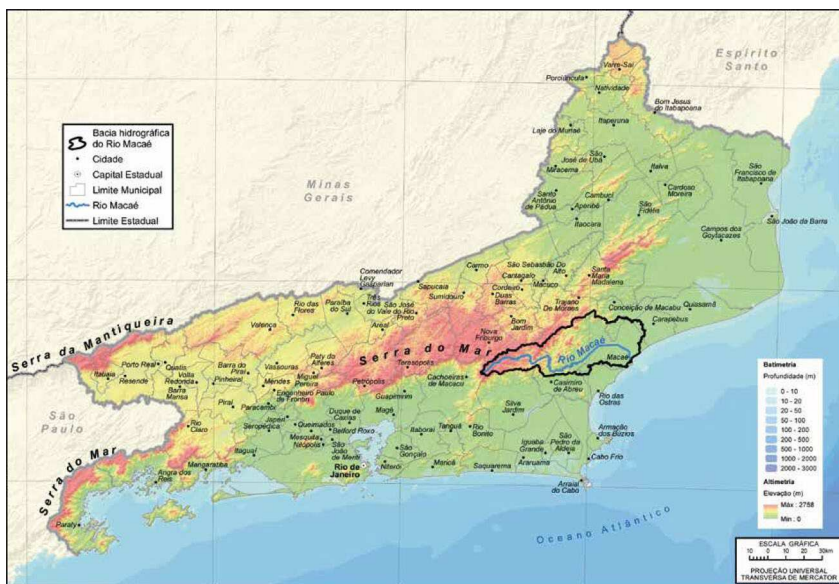 Espírito
Santo
Varre-Sai
Porciúncula
Natividade
Bom Jesus
do Itabapoana
Itaperuna
Laje do Muriaé
São
José de Ubá
Miracema
Italva
São
Francisco de
Itabapoana
Cardoso
Moreira
Santo
Antônio
de Pádua
Cambuci
Aperibé
Itaocara
São
Fidélis
São João da Barra
Campos dos
Goytacazes
Bacia hidrográfica
do Rio Macaé
Cidade
Capital Estadual
Limite Municipal
Rio Macaé
Limite Estadual
Minas
Gerais
Comendador
Levy
Gasparian
Sapucaia
Carmo
São Sebastião Do
Alto
Cantagalo
Macuco
Cordeiro
Duas
Barras
Santa
Maria
Madalena
Sumidouro
Trajano
De Moraes
Conceição de Macabu
Quissamã
Carapebus
Rio das
Flores
Paraíba
do Sul
Três
Rios
São José
do Vale do Rio
Preto
Areal
Valença
Nova
Friburgo
Bom
Jardim
Rio Macaé
Macaé
Serra da Mantiqueira
Serra do Mar
Teresópolis
Petrópolis
Paty do
Alferes
Miguel
Pereira
Vassouras
Mendes
Engenheiro Paulo
de Frontin
Barra do
Piraí
Pinheiral
Piraí
Paracambi
Porto Real
Quatis
Volta
Redonda
Barra
Mansa
Itatiaia
Resende
Rio
Claro
Cachoeiras
de Macacu
Guapimirim
Casimiro
de Abreu
Silva
Jardim
Rio das
Ostras
Magé
Duque de
Caxias
Japeri
Queimados
Belford Roxo
Seropédica
Mesquita
Nilópolis
São
João de
Meriti
Itaguaí
Mangaratiba
Angra dos
Reis
Itaboraí
Tanguá
Rio
Bonito
São
Gonçalo
Niterói
Maricá
Saquarema
Iguaba
Grande
Araruama
São
Pedro da
Aldeia
Armação
dos Búzios
Cabo Frio
Arraial
do Cabo
Rio de
Janeiro
São
Paulo
Serra do Mar
Paraty
Oceano Atlântico
Batimetria
Profundidade (m)
0 - 10
10 - 20
20 - 50
50 - 100
100 - 200
200 - 500
500 - 1000
1000 - 2000
2000 - 3000
Altimetria
Elevação (m)
Máx : 2788
Mín : 0
ESCALA GRÁFICA
10 0 10 20 30km
PROJEÇÃO UNIVERSAL
TRANSVERSA DE MERCATOR